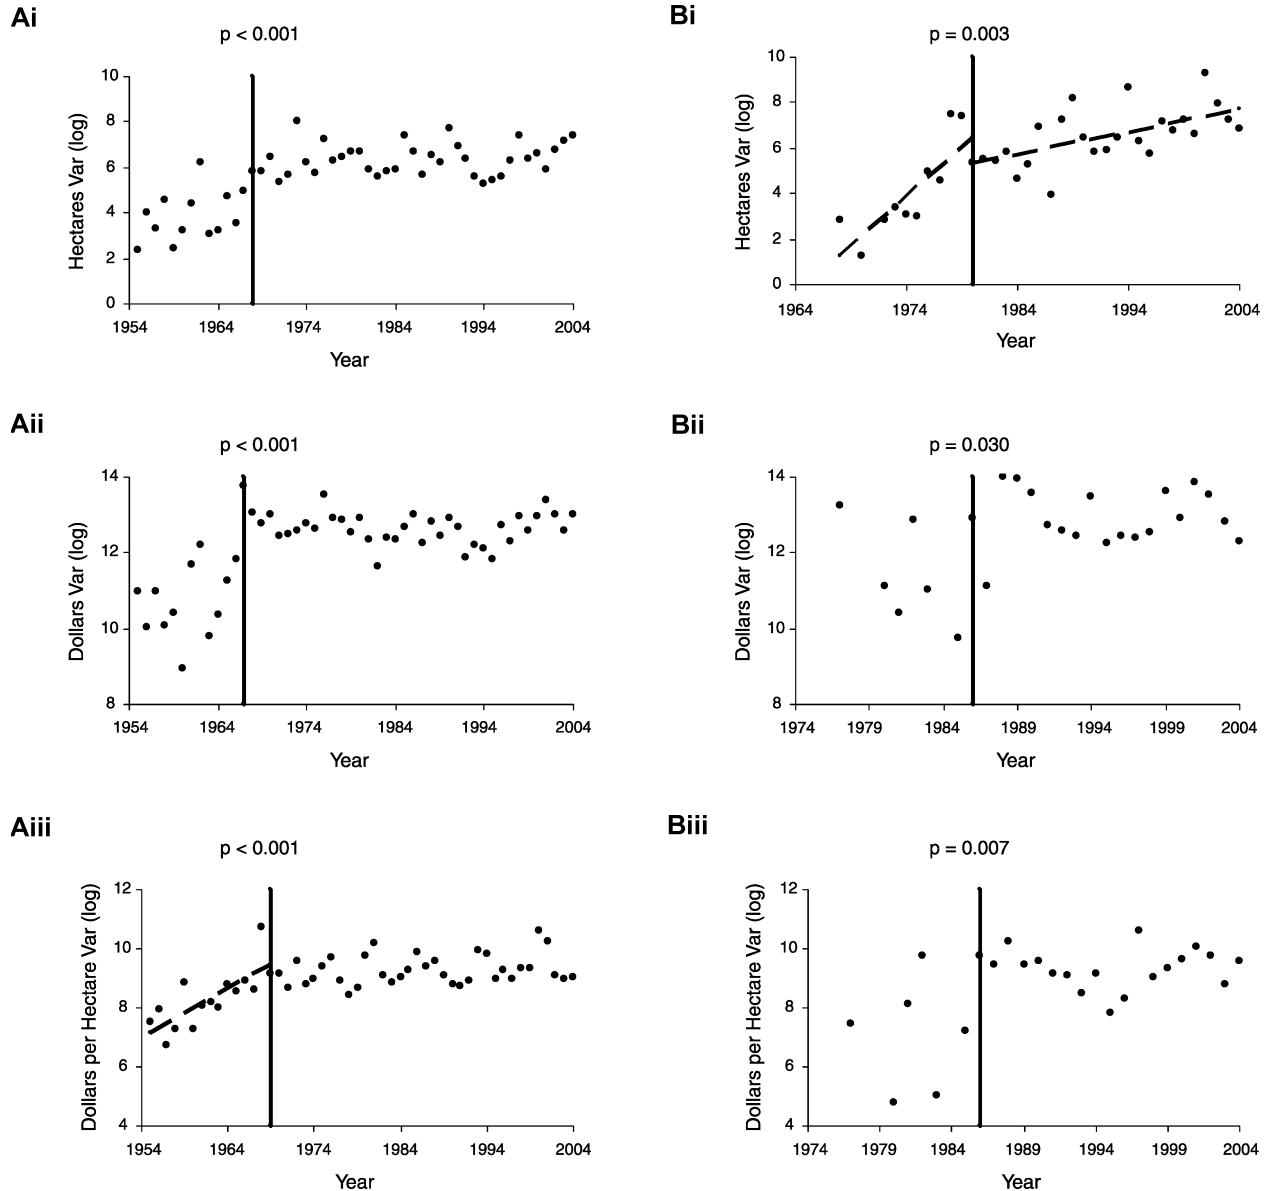 Ai
p < 0.001
Hectares Var (log)
10
8
6
4
2
0
1954 1964 1974 1984 1994 2004
Year
Bi
p = 0.003
Hectares Var (log)
10
8
6
4
2
0
1964 1974 1984 1994 2004
Year
Aii
p < 0.001
Dollars Var (log)
14
12
10
8
1954 1964 1974 1984 1994 2004
Year
Bii
p = 0.030
Dollars Var (log)
14
12
10
8
1974 1979 1984 1989 1994 1999 2004
Year
Aiii
p < 0.001
Dollars per Hectare Var (log)
12
10
8
6
4
1954 1964 1974 1984 1994 2004
Year
Biii
p = 0.007
Dollars per Hectare Var (log)
12
10
8
6
4
1974 1979 1984 1989 1994 1999 2004
Year